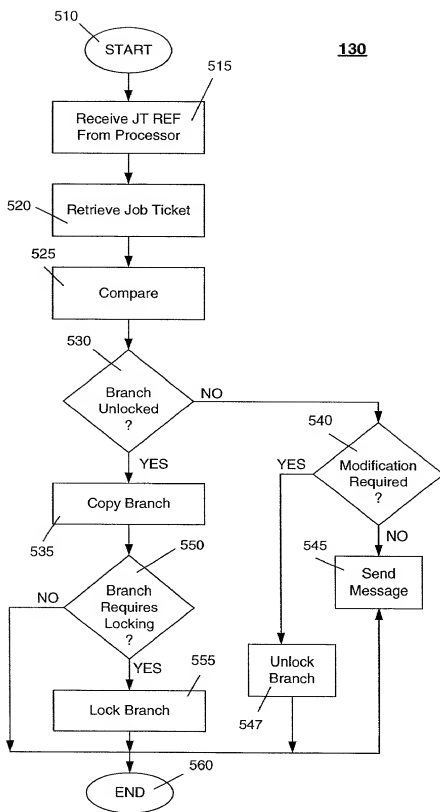 510
START
130
515
Receive JT REF
From Processor
520
Retrieve Job Ticket
525
Compare
530
Branch
Unlocked
?
NO
YES
540
Modification
Required
?
YES
NO
Copy Branch
535
550
Branch
Requires
Locking
?
NO
YES
545
Send
Message
Unlock
Branch
547
555
Lock Branch
560
END